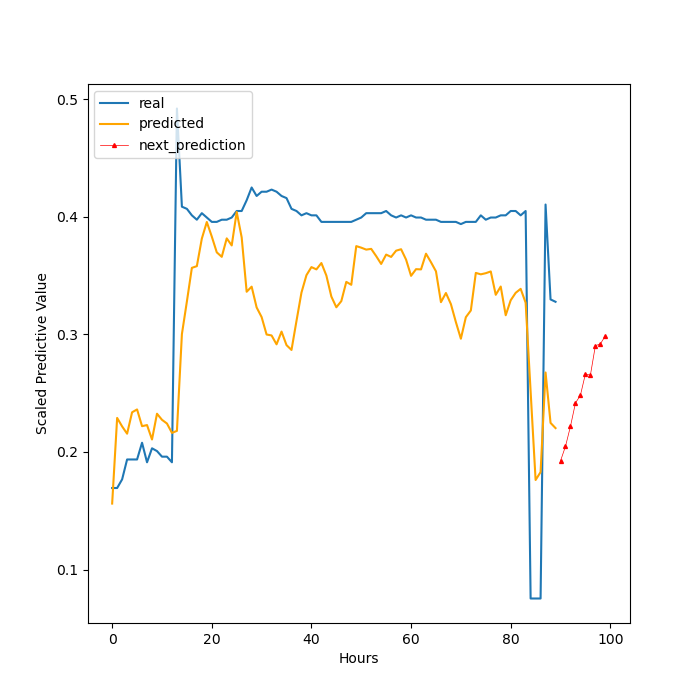 real
predicted
next_prediction
0.5
0.4
0.3
0.2
0.1
Scaled Predictive Value
0 20 40 60 80 100
Hours